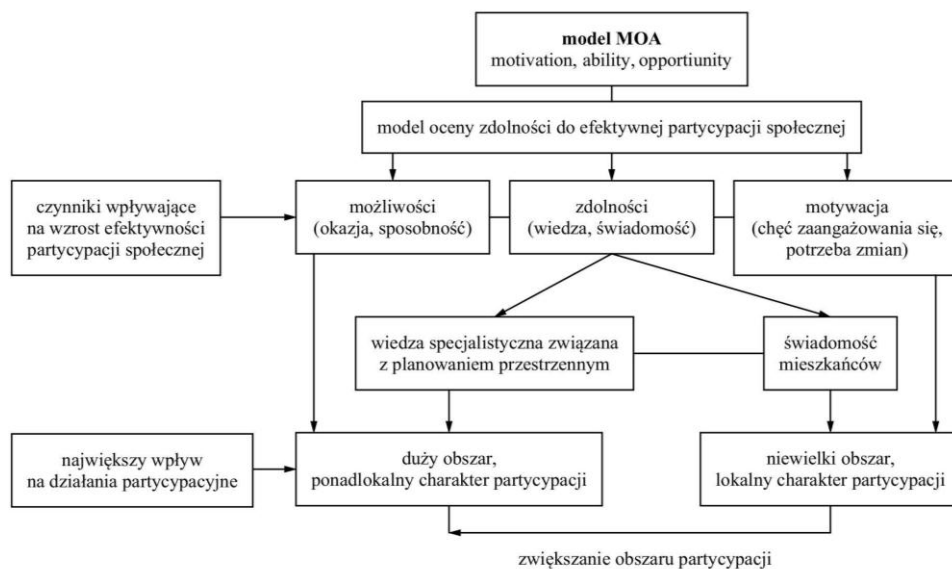 model MOA
motivation, ability, opportiunity
model oceny zdolności do efektywnej partycypacji społecznej
czynniki wpływające
na wzrost efektywności
partycypacji społecznej
możliwości
(okazja, sposobność)
zdolności
(wiedza, świadomość)
motywacja
(chęć zaangażowania się,
potrzeba zmian)
wiedza specjalistyczna związana
z planowaniem przestrzennym
świadomość
mieszkańców
największy wpływ
na działania partycypacyjne
duży obszar,
ponadlokalny charakter partycypacji
niewielki obszar,
lokalny charakter partycypacji
zwiększanie obszaru partycypacji